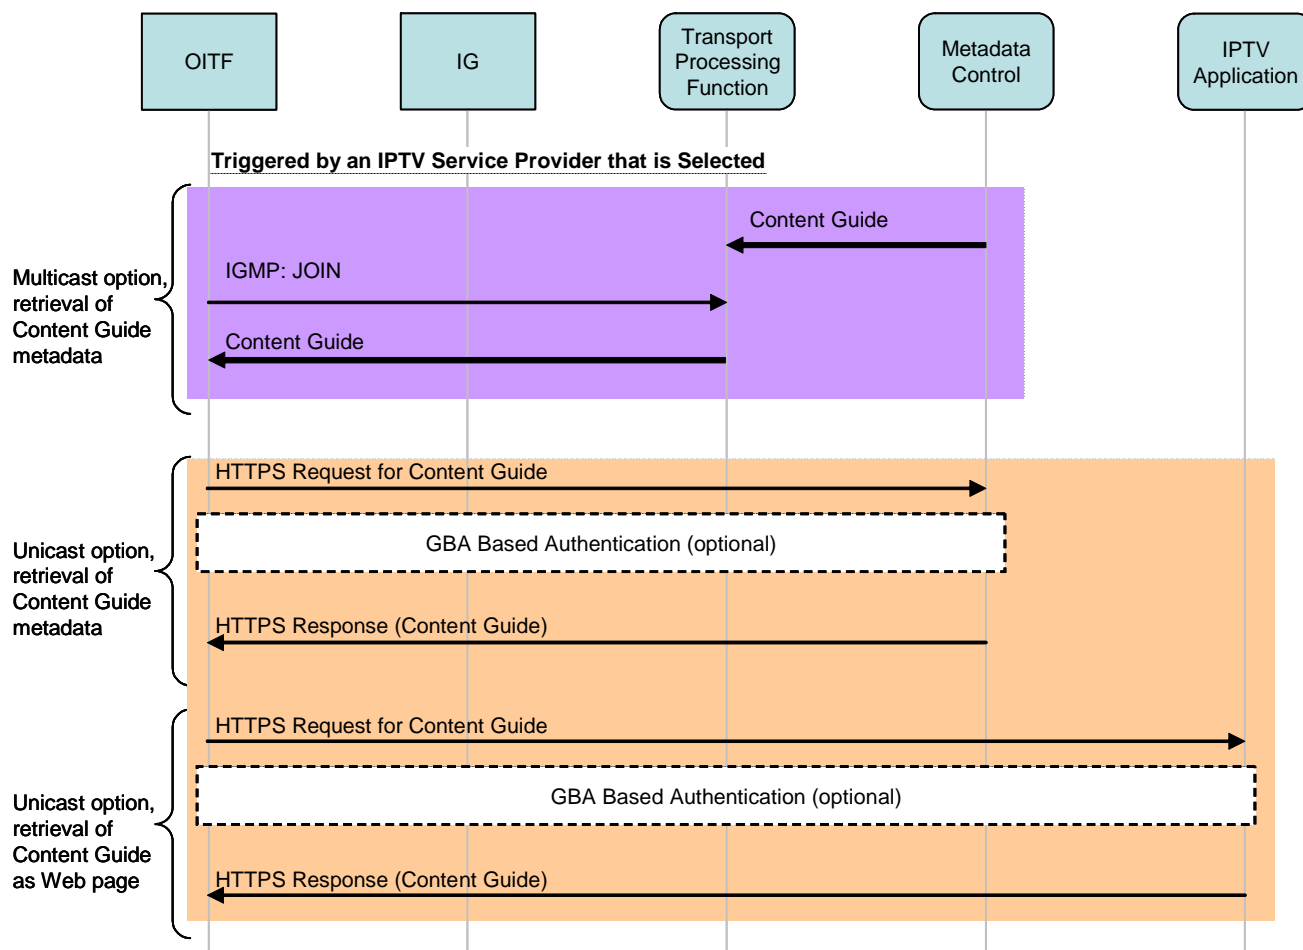 OITF
IG
Transport
Processing
Function
Metadata
Control
IPTV
Application
Triggered by an IPTV Service Provider that is Selected
Multicast option,
retrieval of
Content Guide
metadata
Content Guide
IGMP: JOIN
Content Guide
Unicast option,
retrieval of
Content Guide
metadata
HTTPS Request for Content Guide
GBA Based Authentication (optional)
HTTPS Response (Content Guide)
Unicast option,
retrieval of
Content Guide
as Web page
HTTPS Request for Content Guide
GBA Based Authentication (optional)
HTTPS Response (Content Guide)